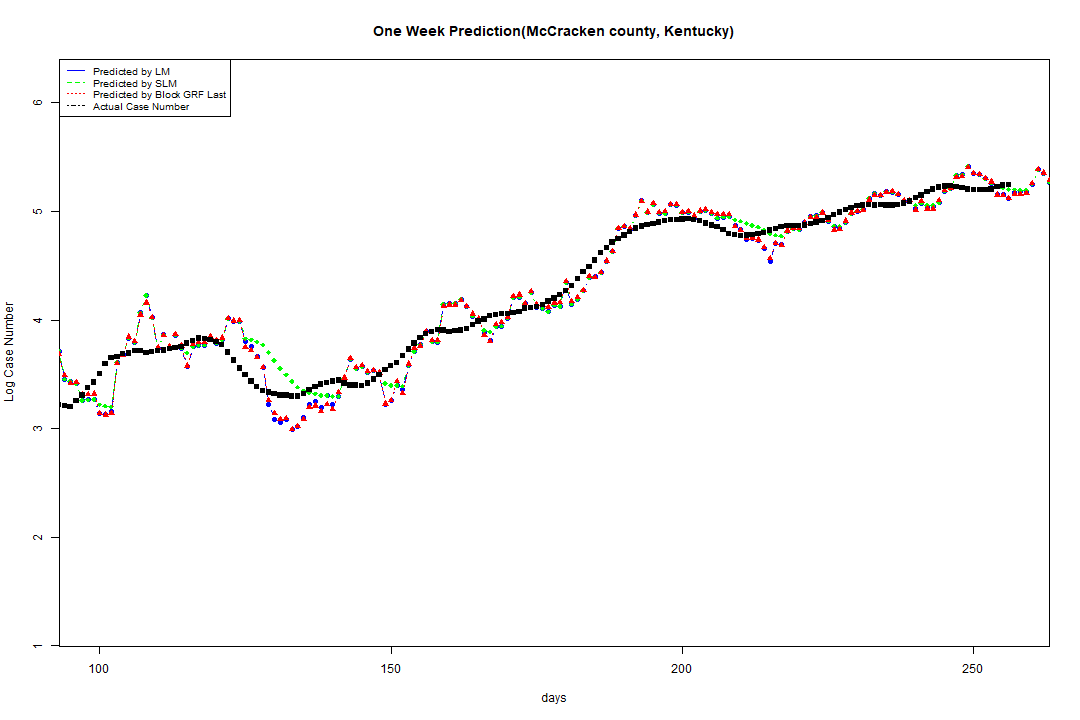 One Week Prediction(McCracken county, Kentucky)
Predicted by LM
Predicted by SLM
Predicted by Block GRF Last
Actual Case Number
6
5
4
3
2
1
Log Case Number
100 150 200 250
days